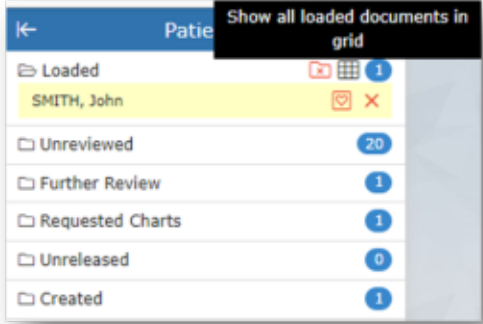 Patie
Show all loaded documents in
grid
Loaded 1
SMITH, John
Unreviewed 20
Further Review 1
Requested Charts 1
Unreleased 0
Created 1